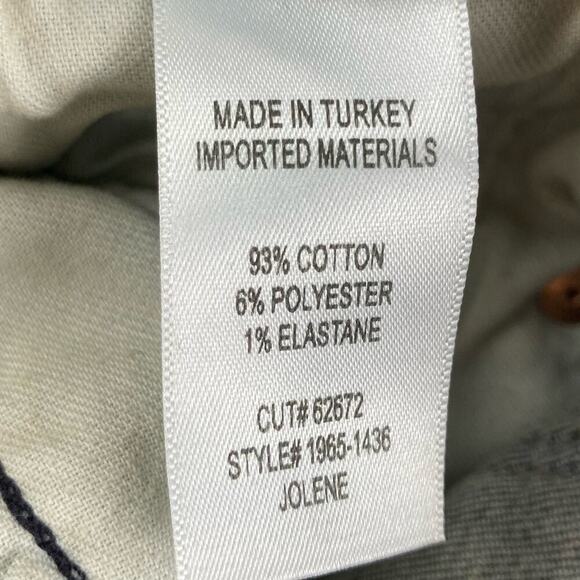 MADE IN TURKEY
IMPORTED MATERIALS
93% COTTON
6% POLYESTER
1% ELASTANE
CUT# 62672
STYLE# 1965-1436
JOLENE